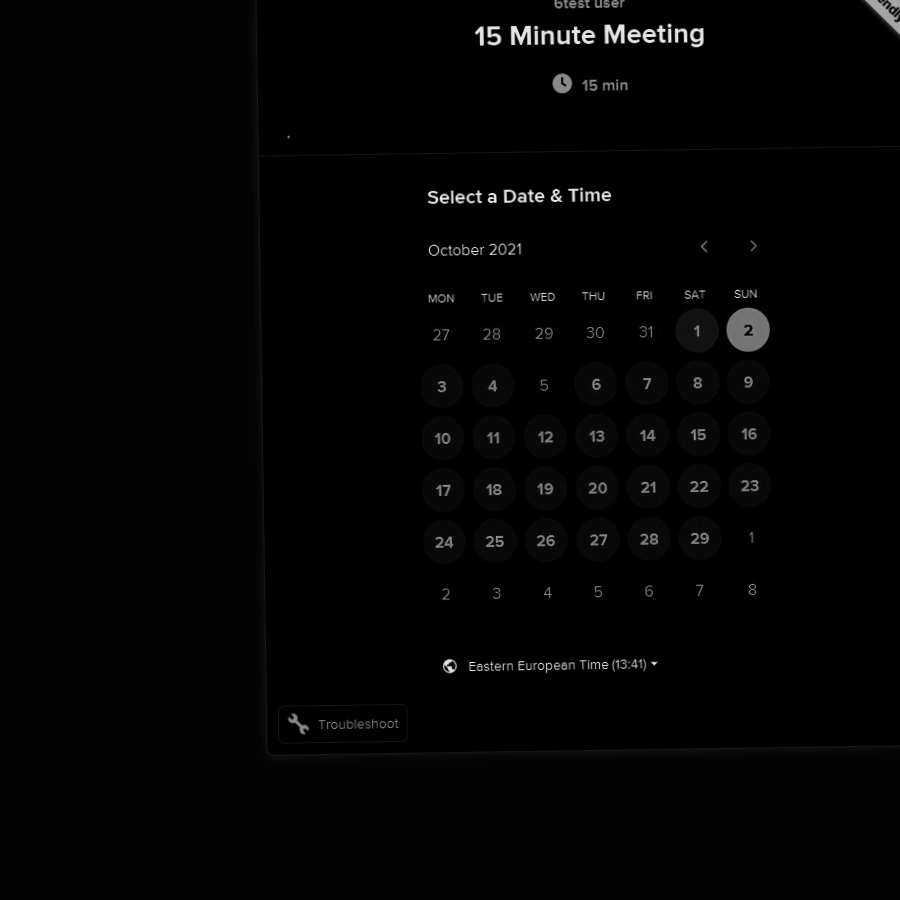 6test user
15 Minute Meeting
15 min
Select a Date & Time
October 2021
MON TUE WED THU FRI SAT SUN
27 28 29 30 31 1 2
3 4 5 6 7 8 9
10 11 12 13 14 15 16
17 18 19 20 21 22 23
24 25 26 27 28 29 1
2 3 4 5 6 7 8
Eastern European Time (13:41)
Troubleshoot